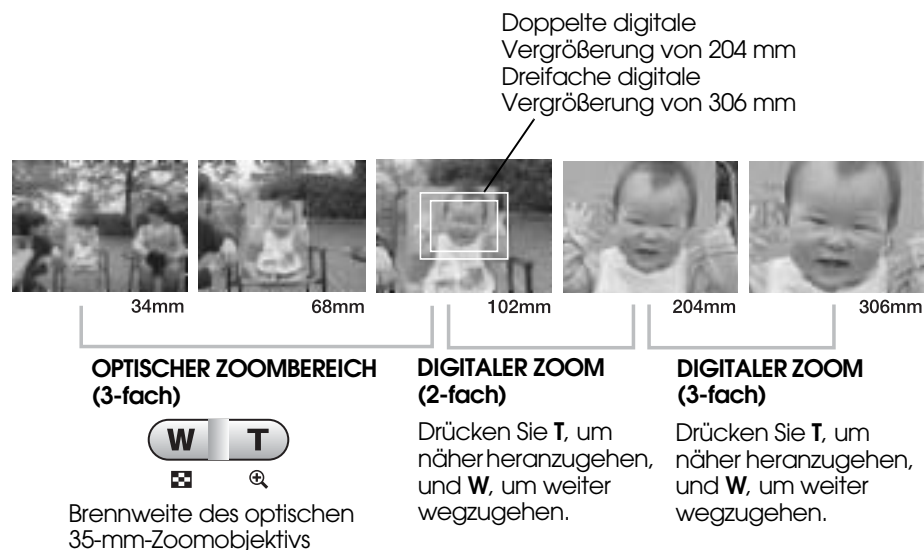 Doppelte digitale
Vergrößerung von 204 mm
Dreifache digitale
Vergrößerung von 306 mm
34mm
68mm
102mm
204mm
306mm
OPTISCHER ZOOMBEREICH
(3-fach)
W T
Brennweite des optischen
35-mm-Zoomobjektivs
DIGITALER ZOOM
(2-fach)
Drücken Sie T, um
näher heranzugehen,
und W, um weiter
wegzugehen.
DIGITALER ZOOM
(3-fach)
Drücken Sie T, um
näher heranzugehen,
und W, um weiter
wegzugehen.